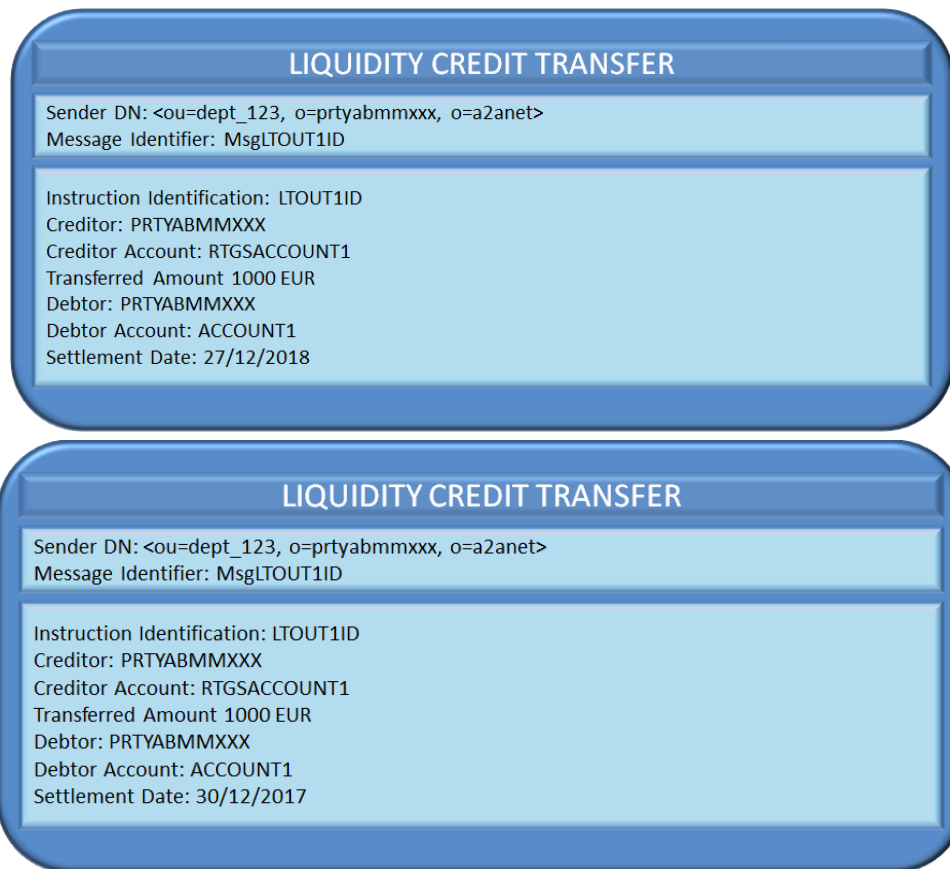 LIQUIDITY CREDIT TRANSFER
Sender DN: <ou=dept_123, o=prtyabmmxxx, o=a2anet>
Message Identifier: MsgLTOUT1ID
Instruction Identification: LTOUT1ID
Creditor: PRTYABMMXXX
Creditor Account: RTGSACCOUNT1
Transferred Amount 1000 EUR
Debtor: PRTYABMMXXX
Debtor Account: ACCOUNT1
Settlement Date: 27/12/2018
LIQUIDITY CREDIT TRANSFER
Sender DN: <ou=dept_123, o=prtyabmmxxx, o=a2anet>
Message Identifier: MsgLTOUT1ID
Instruction Identification: LTOUT1ID
Creditor: PRTYABMMXXX
Creditor Account: RTGSACCOUNT1
Transferred Amount 1000 EUR
Debtor: PRTYABMMXXX
Debtor Account: ACCOUNT1
Settlement Date: 30/12/2017